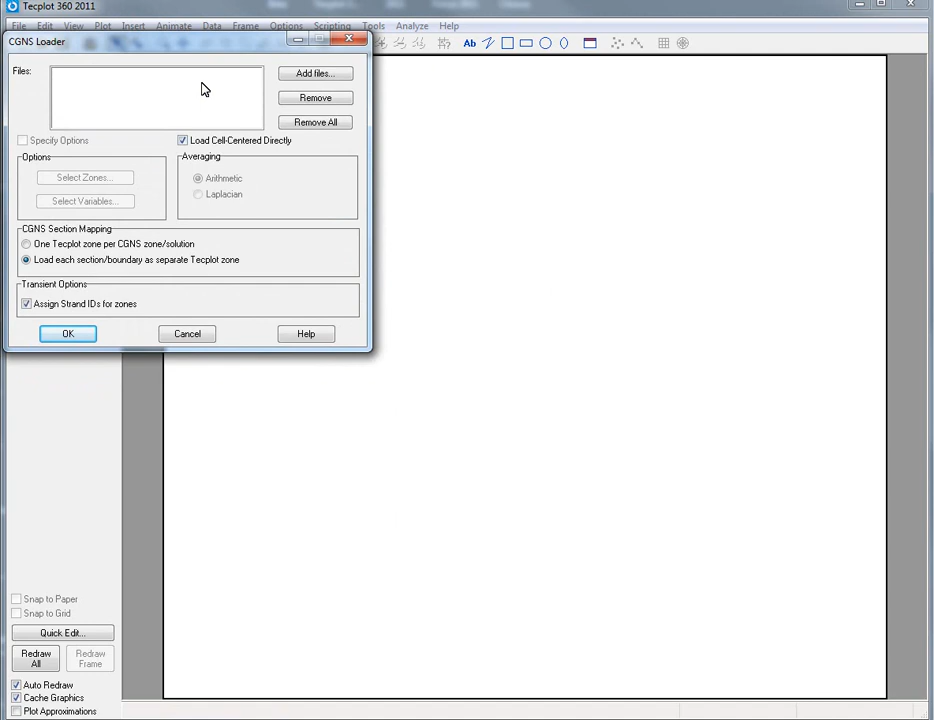 Tecplot 360 2011
File Edit View Plot Insert Animate Data Frame Options Scripting Tools Analyze Help
CGNS Loader
Ab
Files:
Add files...
Remove
Remove All
Specify Options
Load Cell-Centered Directly
Options
Averaging
Select Zones...
Arithmetic
Select Variables...
Laplacian
CGNS Section Mapping
One Tecplot zone per CGNS zone/solution
Load each section/boundary as separate Tecplot zone
Transient Options
Assign Strand IDs for zones
OK
Cancel
Help
Snap to Paper
Snap to Grid
Quick Edit...
Redraw
All
Redraw
Frame
Auto Redraw
Cache Graphics
Plot Approximations